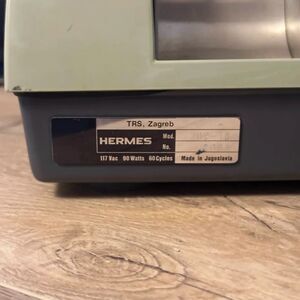 TRS, Zagreb
HERMES
Mod.
No.
117 Vac 90 Watts 60 Cycles
Made in Jugoslavia